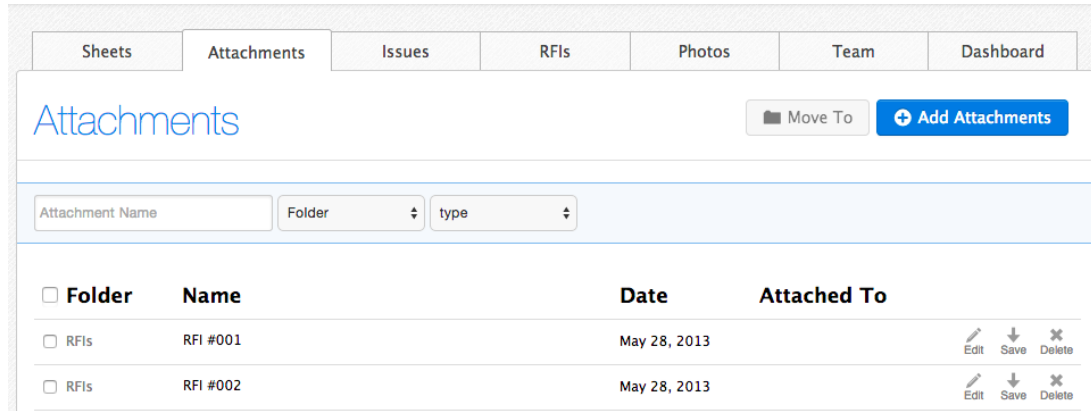 Sheets Attachments Issues RFIs Photos Team Dashboard
Attachments Move To Add Attachments
Attachment Name Folder type
Folder Name Date Attached To
RFIs RFI #001 May 28, 2013 Edit Save Delete
RFIs RFI #002 May 28, 2013 Edit Save Delete